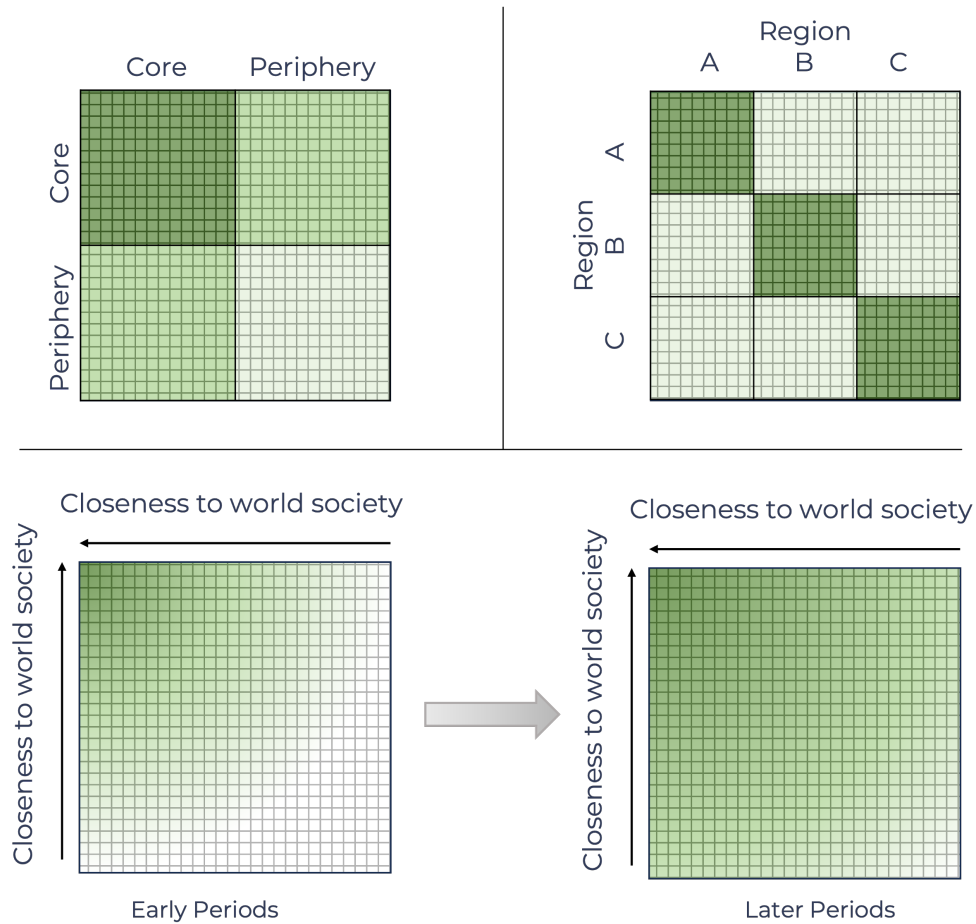 Core
Periphery
Core
Periphery
Region
A
B
C
Region
A
B
C
Closeness to world society
Closeness to world society
Early Periods
Closeness to world society
Closeness to world society
Later Periods